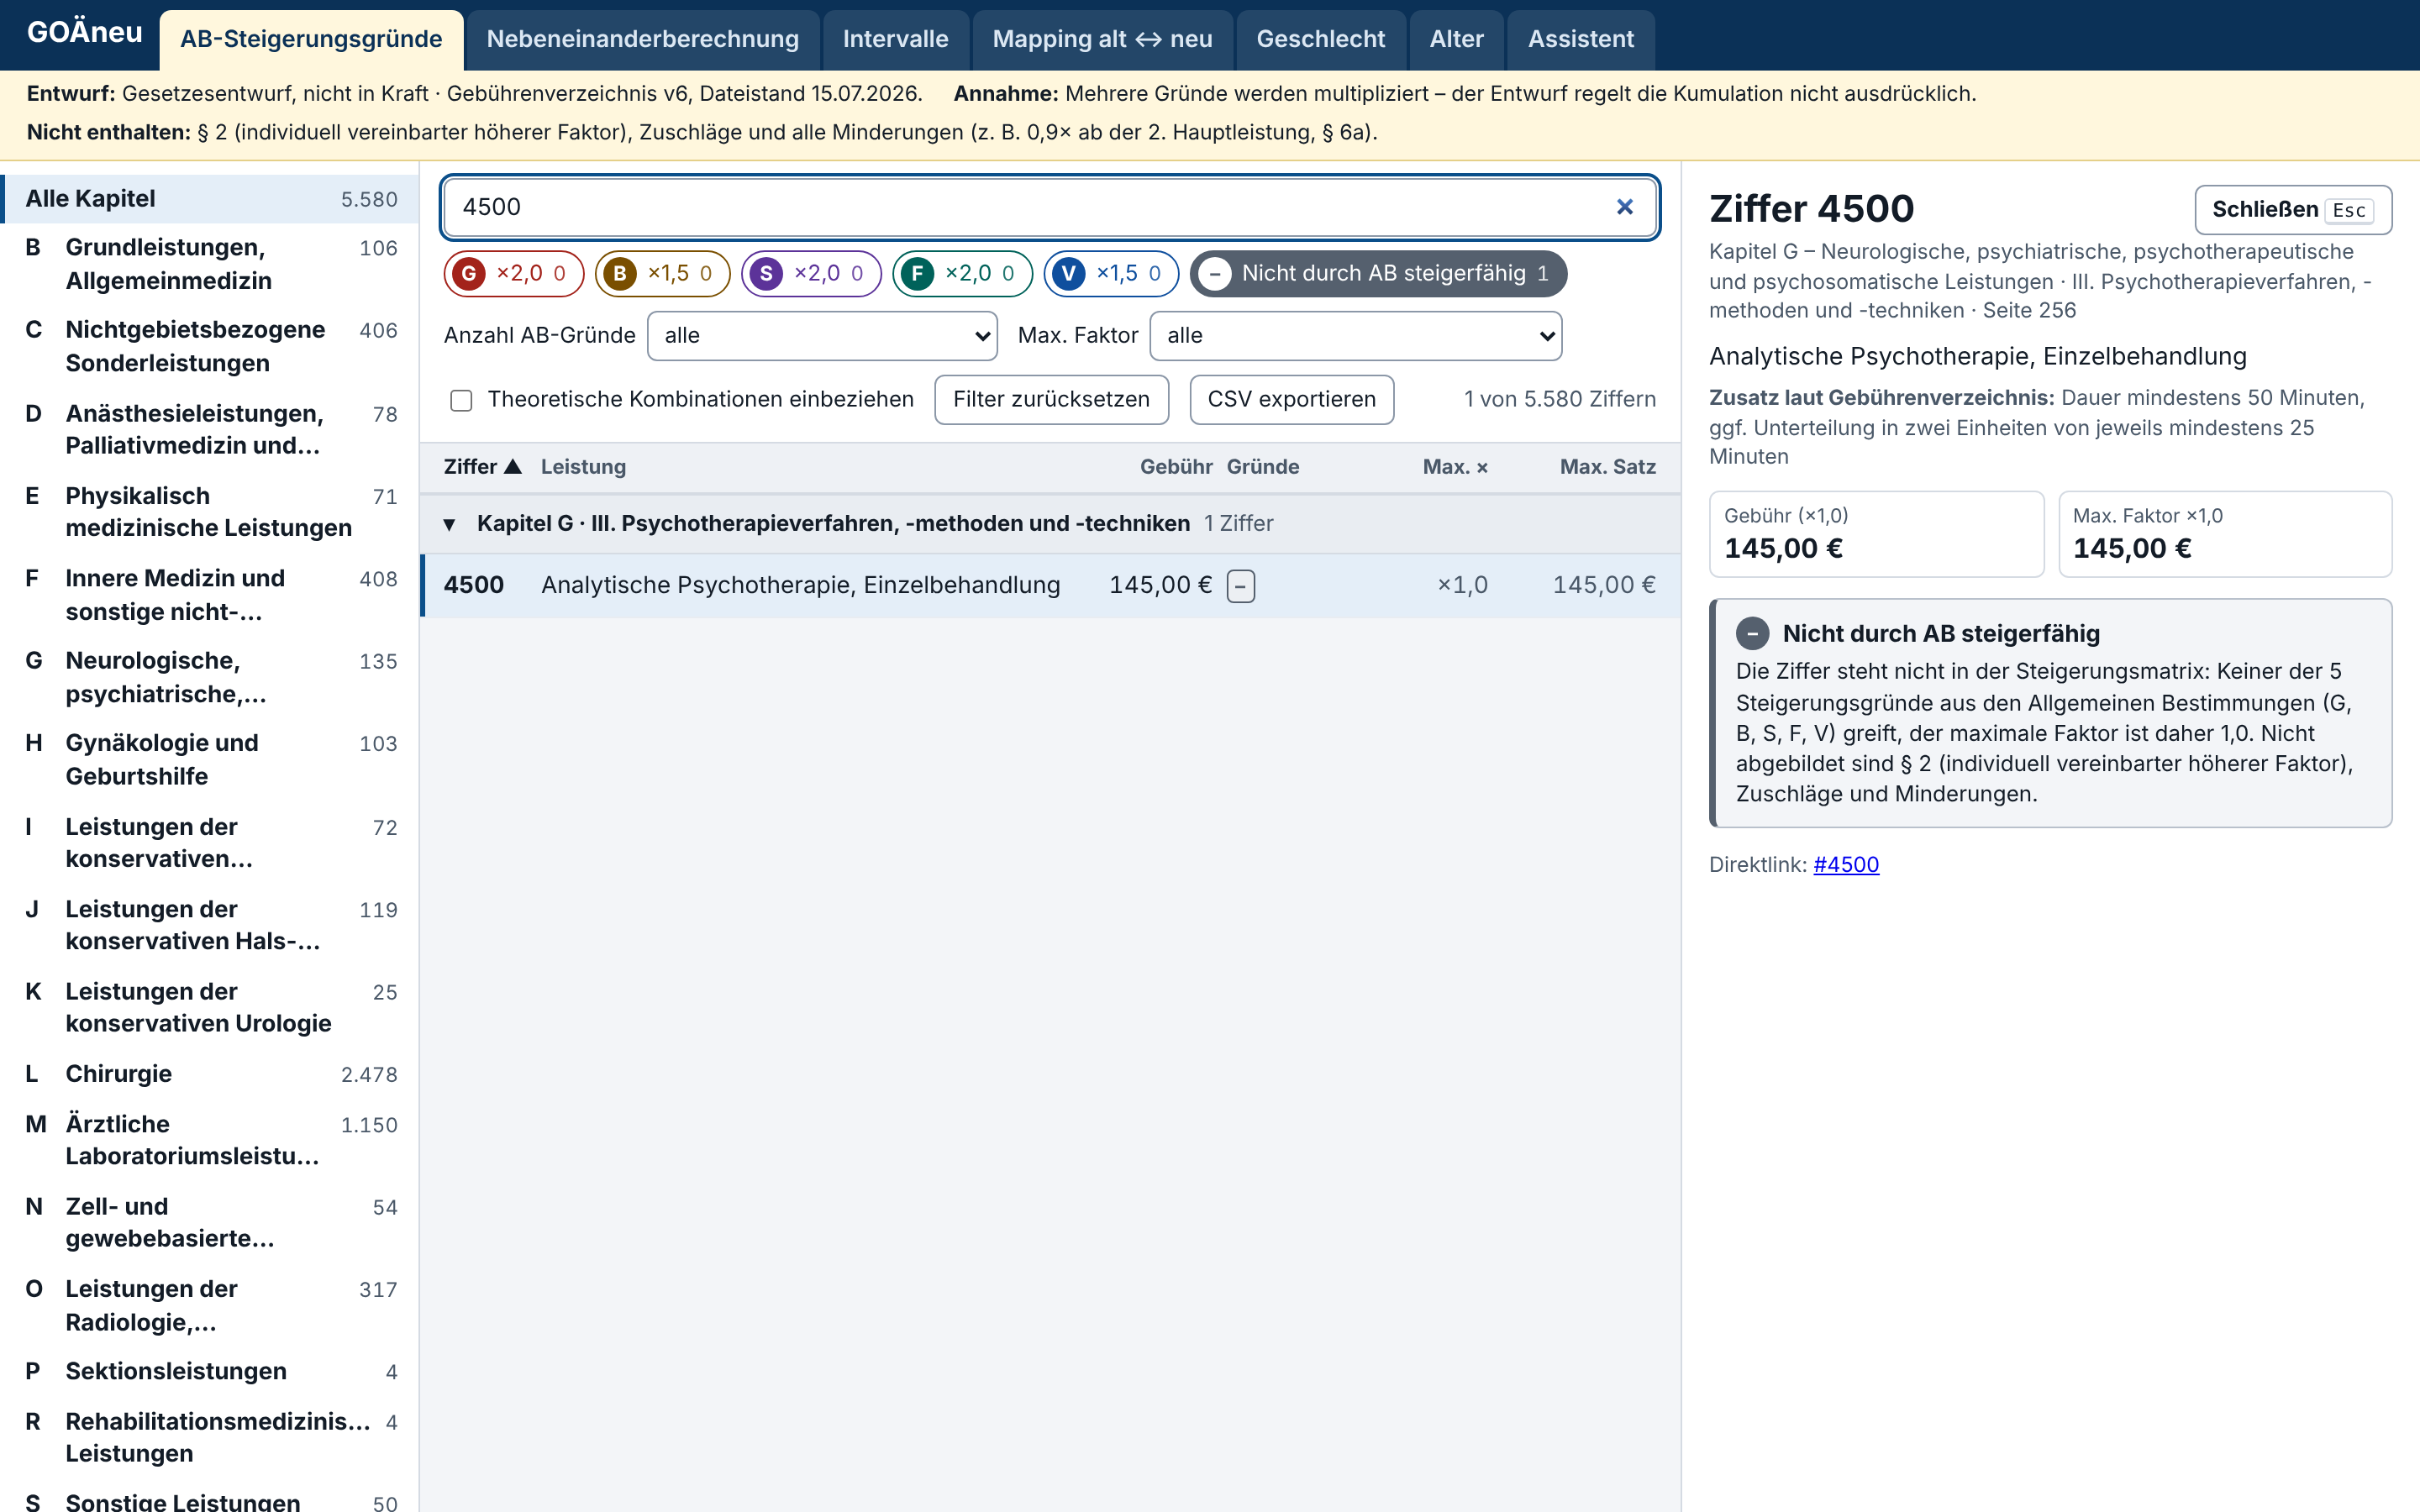 GOÄneu
AB-Steigerungsgründe
Nebeneinanderberechnung
Intervalle
Mapping alt ↔ neu
Geschlecht
Alter
Assistent
Entwurf: Gesetzesentwurf, nicht in Kraft · Gebührenverzeichnis v6, Dateistand 15.07.2026. Annahme: Mehrere Gründe werden multipliziert – der Entwurf regelt die Kumulation nicht ausdrücklich.
Nicht enthalten: § 2 (individuell vereinbarter höherer Faktor), Zuschläge und alle Minderungen (z. B. 0,9× ab der 2. Hauptleistung, § 6a).
Alle Kapitel 5.580
B Grundleistungen, 106
Allgemeinmedizin
C Nichtgebietsbezogene 406
Sonderleistungen
D Anästhesieleistungen, 78
Palliativmedizin und...
E Physikalisch 71
medizinische Leistungen
F Innere Medizin und 408
sonstige nicht-...
G Neurologische, 135
psychiatrische,...
H Gynäkologie und 103
Geburtshilfe
I Leistungen der 72
konservativen...
J Leistungen der 119
konservativen Hals-...
K Leistungen der 25
konservativen Urologie
L Chirurgie 2.478
M Ärztliche 1.150
Laboratoriumsleistu...
N Zell- und 54
gewebebasierte...
O Leistungen der 317
Radiologie,...
P Sektionsleistungen 4
R Rehabilitationsmedizinis... 4
Leistungen
S Sonstige Leistungen 50
4500 ×
G ×2,0 0 B ×1,5 0 S ×2,0 0 F ×2,0 0 V ×1,5 0 – Nicht durch AB steigerfähig 1
Anzahl AB-Gründe alle Max. Faktor alle
Theoretische Kombinationen einbeziehen Filter zurücksetzen CSV exportieren 1 von 5.580 Ziffern
Ziffer ▲ Leistung Gebühr Gründe Max. × Max. Satz
▼ Kapitel G · III. Psychotherapieverfahren, -methoden und -techniken 1 Ziffer
4500 Analytische Psychotherapie, Einzelbehandlung 145,00 € – ×1,0 145,00 €
Ziffer 4500
Schließen Esc
Kapitel G – Neurologische, psychiatrische, psychotherapeutische
und psychosomatische Leistungen · III. Psychotherapieverfahren, -
methoden und -techniken · Seite 256
Analytische Psychotherapie, Einzelbehandlung
Zusatz laut Gebührenverzeichnis: Dauer mindestens 50 Minuten,
ggf. Unterteilung in zwei Einheiten von jeweils mindestens 25
Minuten
Gebühr (×1,0)
145,00 €
Max. Faktor ×1,0
145,00 €
– Nicht durch AB steigerfähig
Die Ziffer steht nicht in der Steigerungsmatrix: Keiner der 5
Steigerungsgründe aus den Allgemeinen Bestimmungen (G,
B, S, F, V) greift, der maximale Faktor ist daher 1,0. Nicht
abgebildet sind § 2 (individuell vereinbarter höherer Faktor),
Zuschläge und Minderungen.
Direktlink: #4500